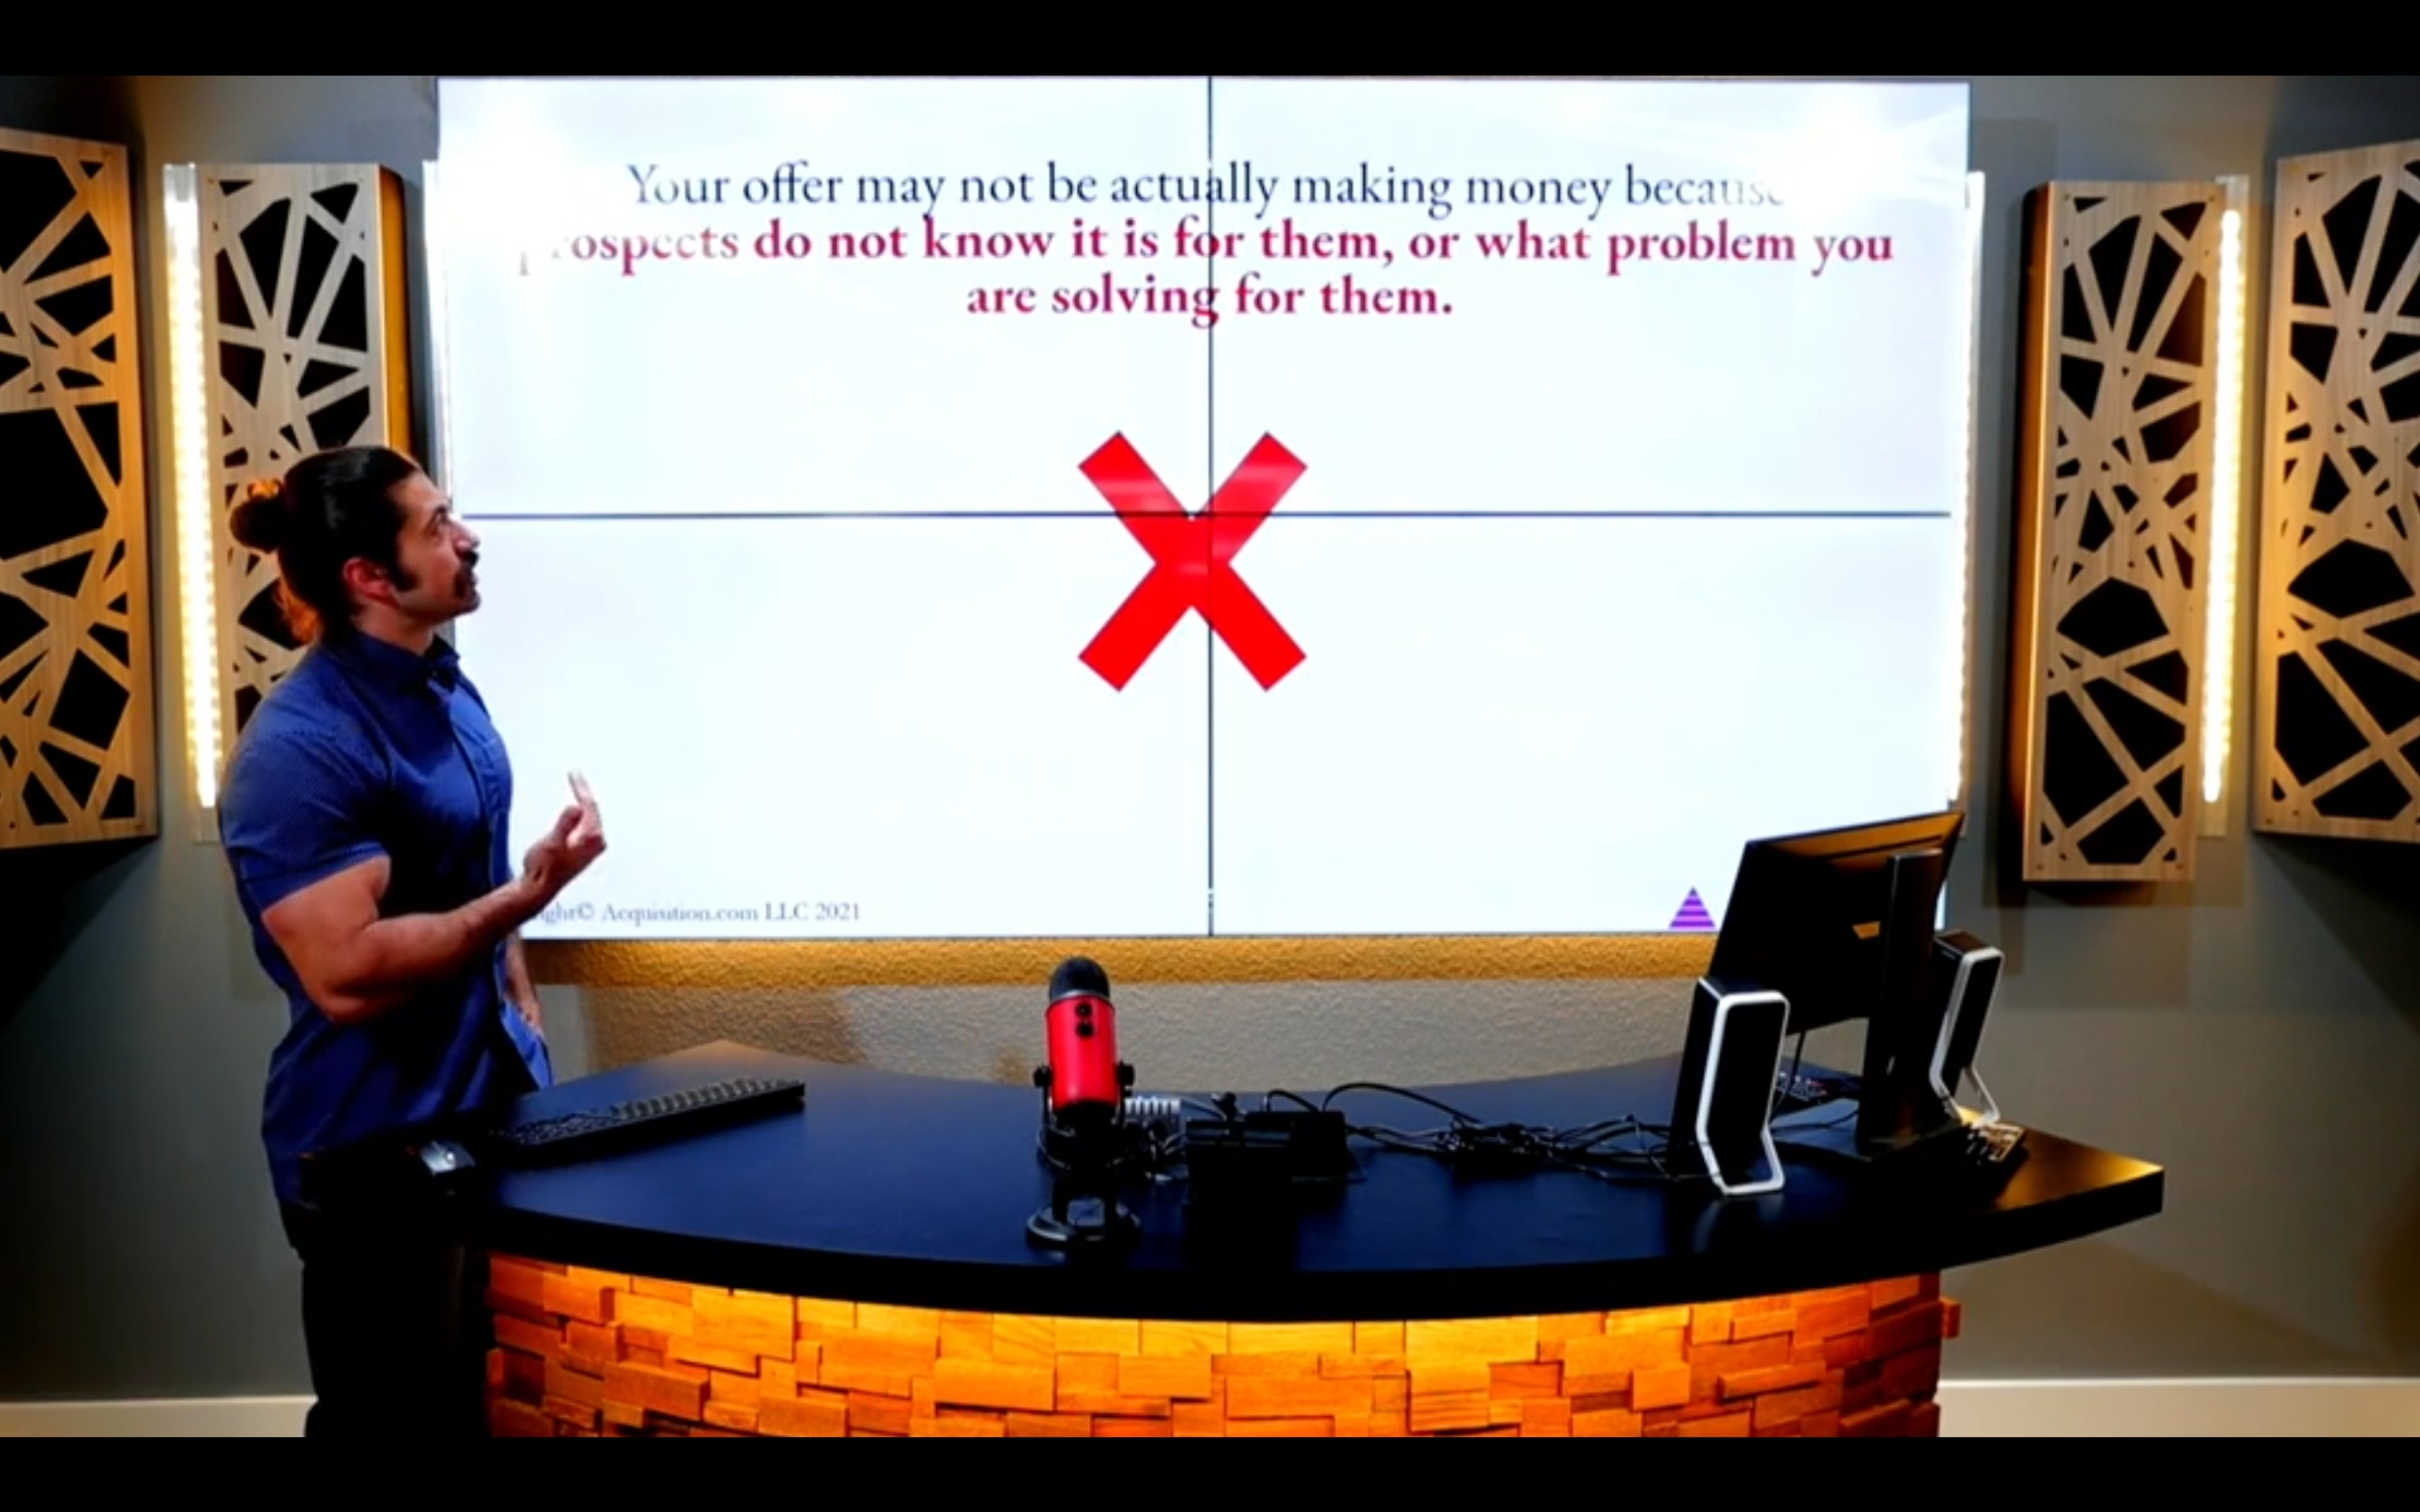 Your offer may not be actually making money because
prospects do not know it is for them, or what problem you
are solving for them.
© Acquisition.com LLC 2021